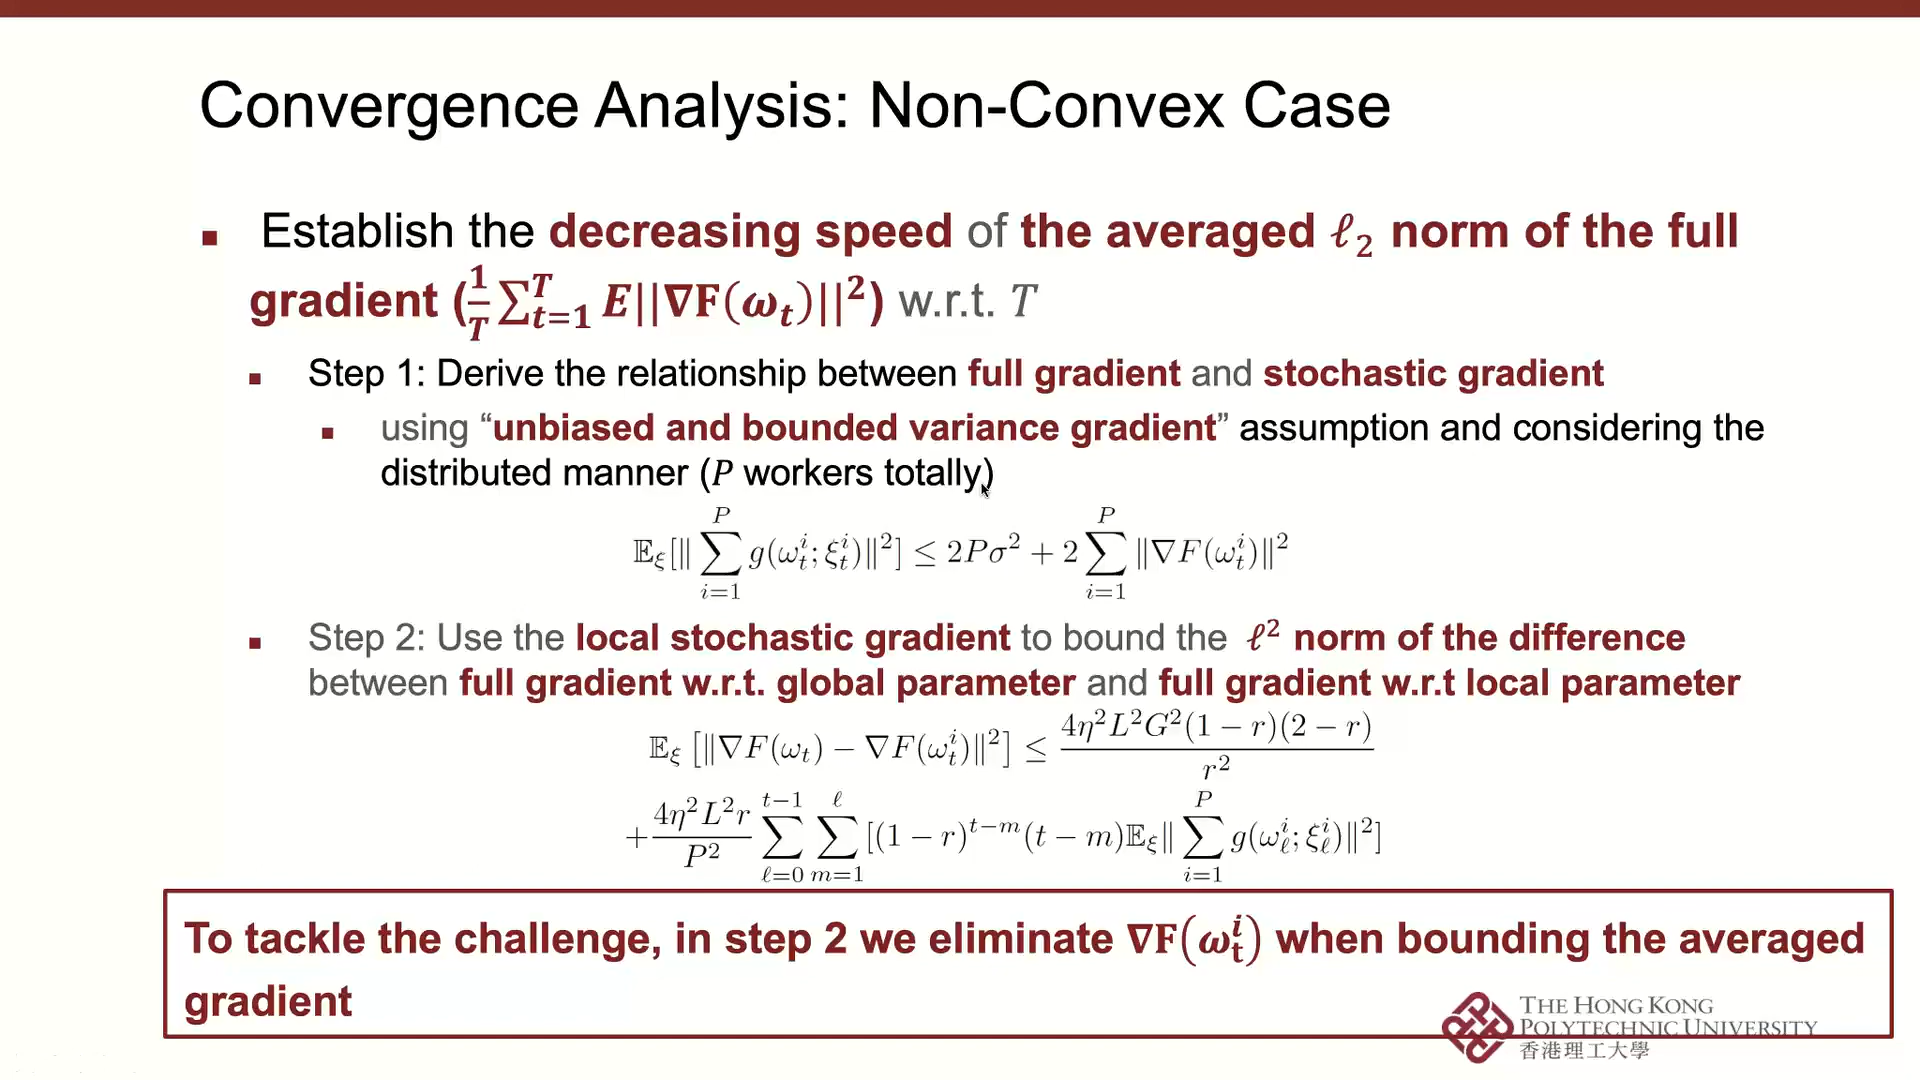 Convergence Analysis: Non-Convex Case
▪ Establish the decreasing speed of the averaged ℓ₂ norm of the full
gradient (1/T ∑_{t=1}^{T} E||∇F(ω_t)||²) w.r.t. T
▪ Step 1: Derive the relationship between full gradient and stochastic gradient
▪ using “unbiased and bounded variance gradient” assumption and considering the
distributed manner (P workers totally)
𝔼_ξ[‖∑_{i=1}^{P} g(ω_t^i; ξ_t^i)‖²] ≤ 2Pσ² + 2∑_{i=1}^{P} ‖∇F(ω_t^i)‖²
▪ Step 2: Use the local stochastic gradient to bound the ℓ² norm of the difference
between full gradient w.r.t. global parameter and full gradient w.r.t local parameter
𝔼_ξ [‖∇F(ω_t) − ∇F(ω_t^i)‖²] ≤ 4η²L²G²(1 − r)(2 − r) / r²
+ 4η²L²r / P² ∑_{ℓ=0}^{t−1} ∑_{m=1}^{ℓ} [(1 − r)^{t−m}(t − m)𝔼_ξ‖∑_{i=1}^{P} g(ω_ℓ^i; ξ_ℓ^i)‖²]
To tackle the challenge, in step 2 we eliminate ∇F(ω_t^i) when bounding the averaged
gradient
THE HONG KONG
POLYTECHNIC UNIVERSITY
香港理工大學